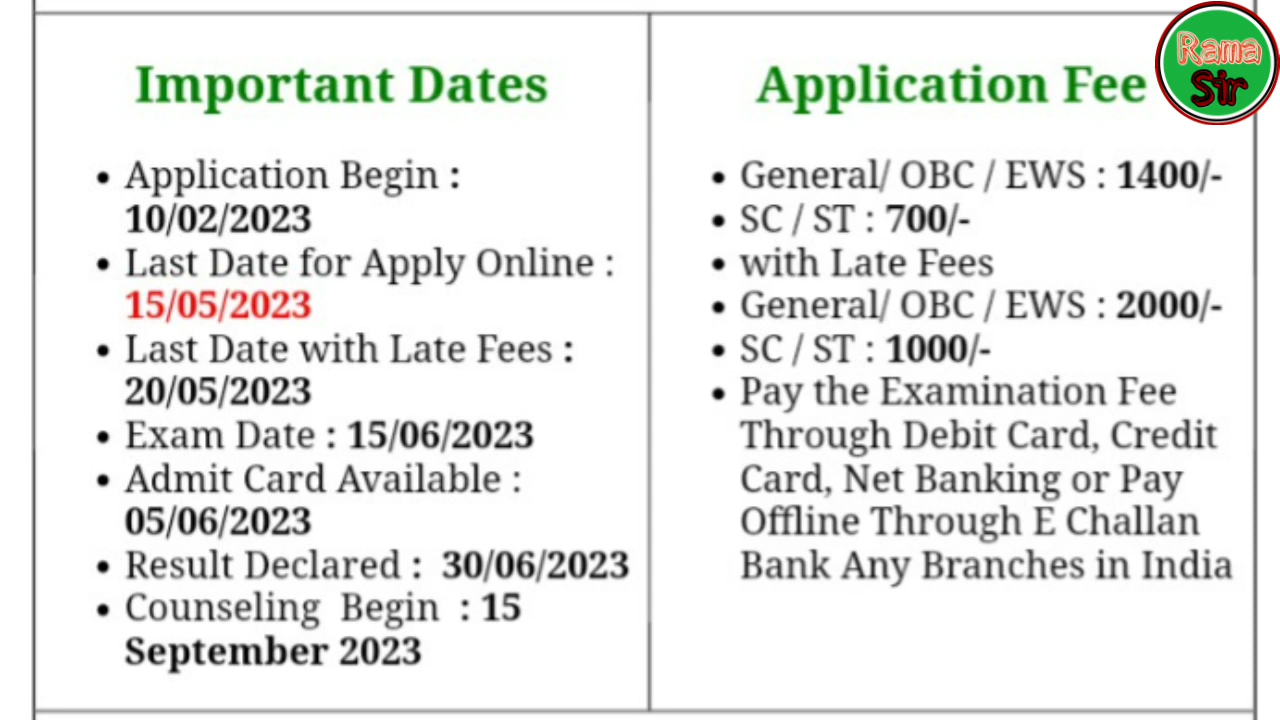 Important Dates
Application Begin :
10/02/2023
Last Date for Apply Online :
15/05/2023
Last Date with Late Fees :
20/05/2023
Exam Date : 15/06/2023
Admit Card Available :
05/06/2023
Result Declared : 30/06/2023
Counseling Begin : 15
September 2023
Application Fee
General/ OBC / EWS : 1400/-
SC / ST : 700/-
with Late Fees
General/ OBC / EWS : 2000/-
SC / ST : 1000/-
Pay the Examination Fee
Through Debit Card, Credit
Card, Net Banking or Pay
Offline Through E Challan
Bank Any Branches in India
Rama
Sir